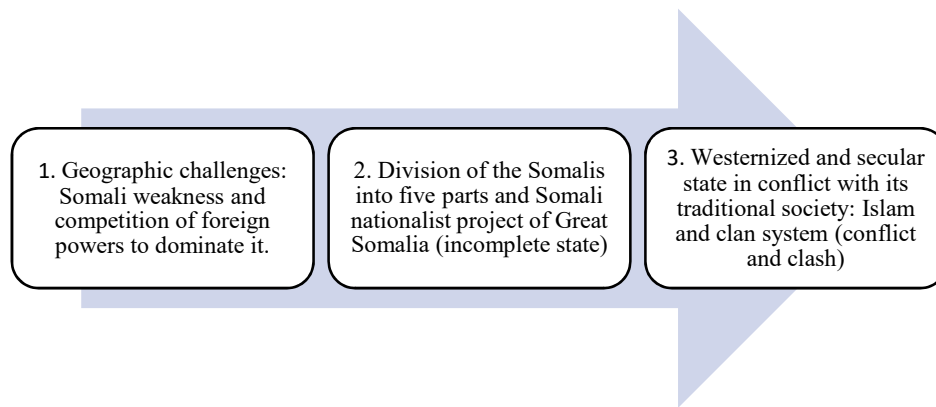 1. Geographic challenges:
Somali weakness and
competition of foreign
powers to dominate it.
2. Division of the Somalis
into five parts and Somali
nationalist project of Great
Somalia (incomplete state)
3. Westernized and secular
state in conflict with its
traditional society: Islam
and clan system (conflict
and clash)